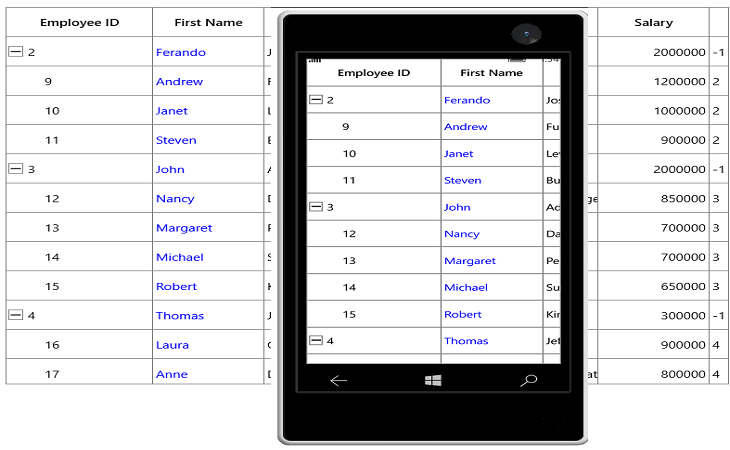 Employee ID First Name Salary
2 Ferando 2000000 -1
9 Andrew 1200000 2
10 Janet 1000000 2
11 Steven 900000 2
3 John 2000000 -1
12 Nancy 850000 3
13 Margaret 700000 3
14 Michael 700000 3
15 Robert 650000 3
4 Thomas 300000 -1
16 Laura 900000 4
17 Anne 800000 4
Employee ID First Name
2 Ferando Jo
9 Andrew Fu
10 Janet Le
11 Steven Bu
3 John Ad
12 Nancy Da
13 Margaret Pe
14 Michael Su
15 Robert Ki
4 Thomas Jef